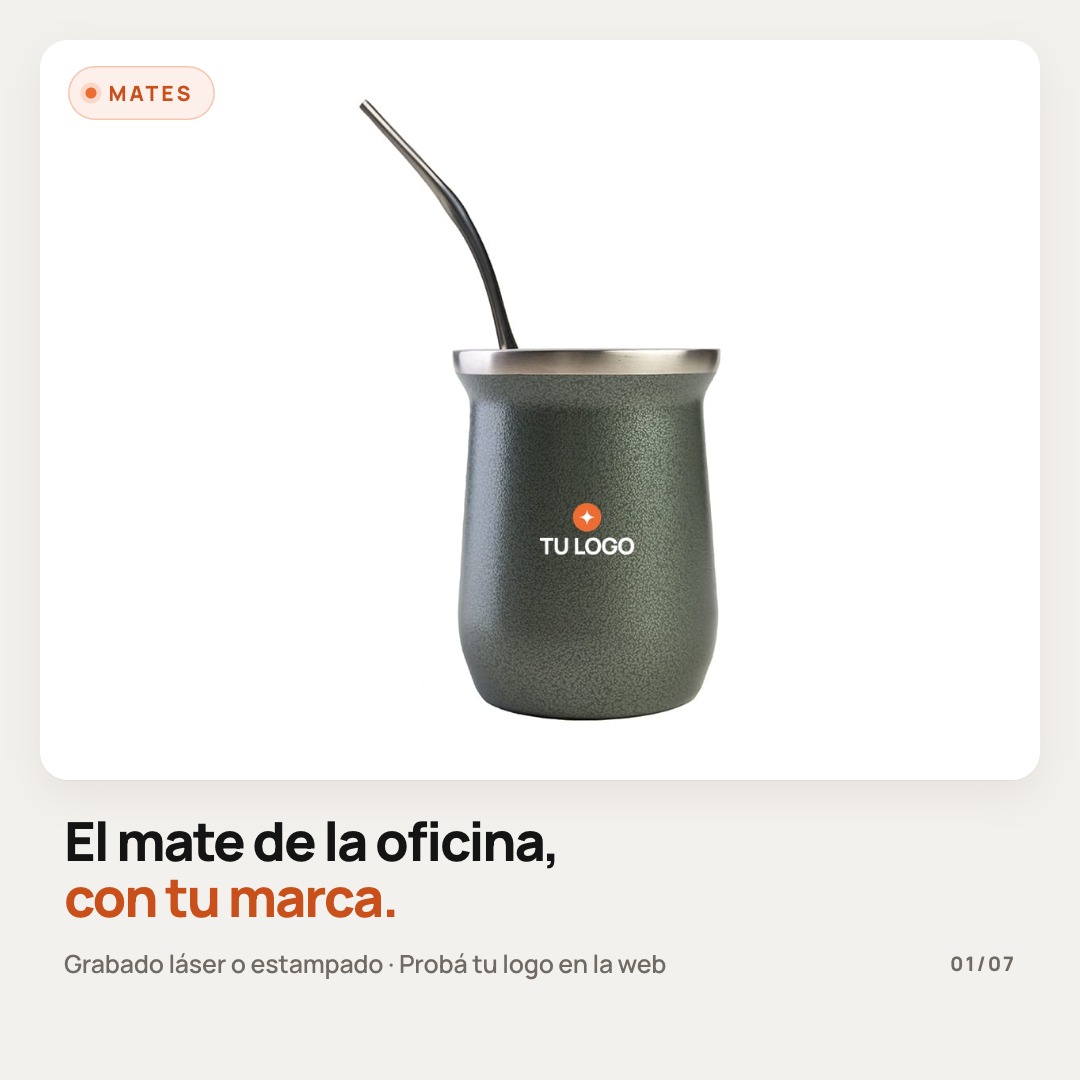 MATES
TU LOGO
El mate de la oficina,
con tu marca.
Grabado láser o estampado · Probá tu logo en la web
01/07